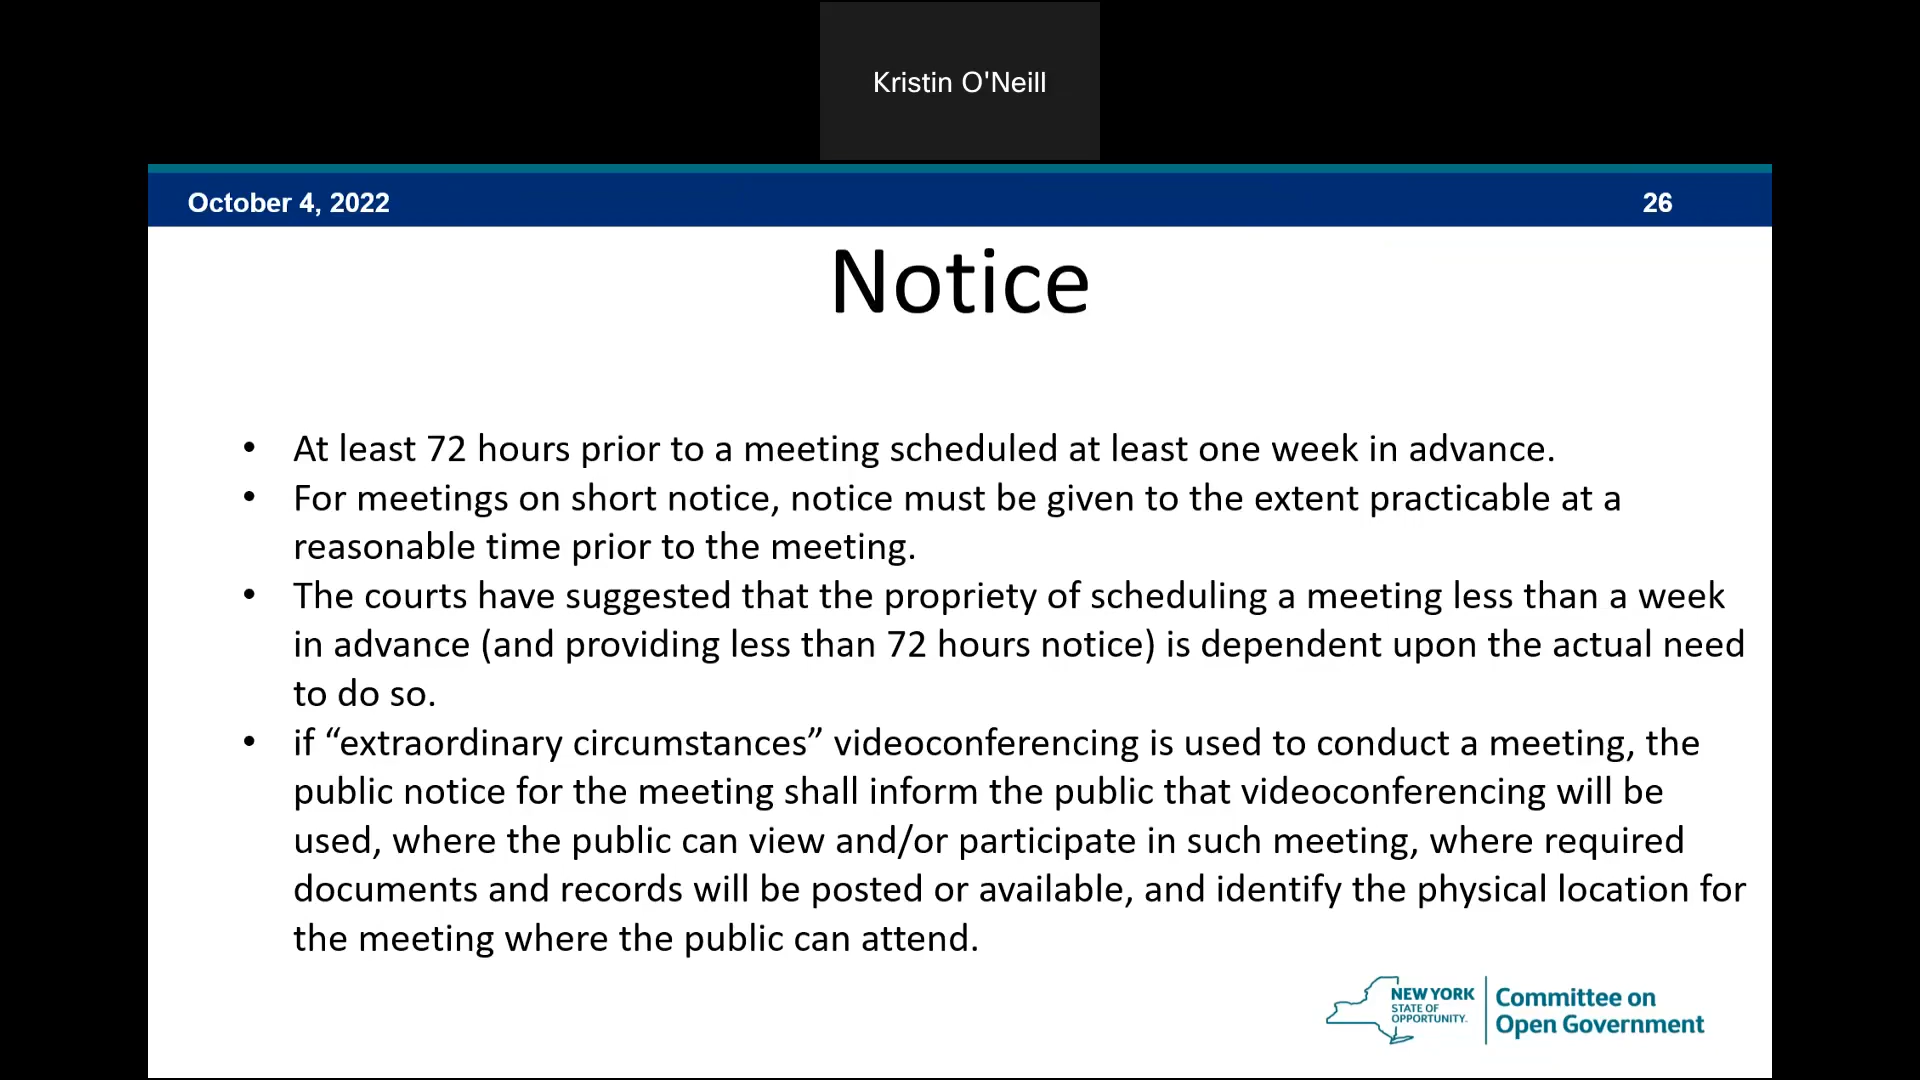 Kristin O'Neill
October 4, 2022
26
Notice
• At least 72 hours prior to a meeting scheduled at least one week in advance.
• For meetings on short notice, notice must be given to the extent practicable at a
reasonable time prior to the meeting.
• The courts have suggested that the propriety of scheduling a meeting less than a week
in advance (and providing less than 72 hours notice) is dependent upon the actual need
to do so.
• if “extraordinary circumstances” videoconferencing is used to conduct a meeting, the
public notice for the meeting shall inform the public that videoconferencing will be
used, where the public can view and/or participate in such meeting, where required
documents and records will be posted or available, and identify the physical location for
the meeting where the public can attend.
NEW YORK
STATE OF
OPPORTUNITY.
Committee on
Open Government